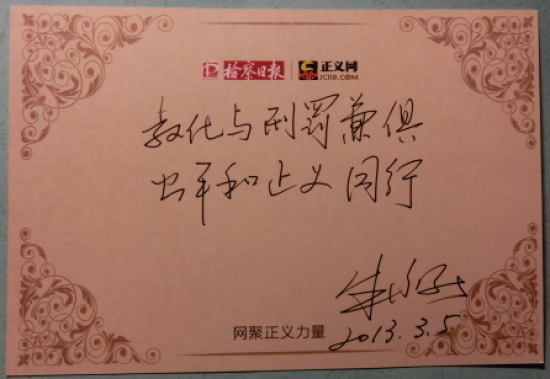 检察日报 正义网
JCRB.COM
教化与刑罚兼俱
公平和正义同行
网聚正义力量
2013.3.5